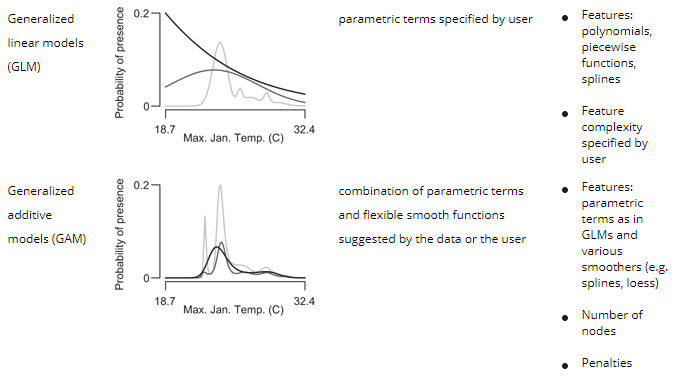 Generalized
linear models
(GLM)
0.2
0
Probability of presence
18.7
32.4
Max. Jan. Temp. (C)
parametric terms specified by user
● Features:
polynomials,
piecewise
functions,
splines
● Feature
complexity
specified by
user
Generalized
additive
models (GAM)
0.2
0
Probability of presence
18.7
32.4
Max. Jan. Temp. (C)
combination of parametric terms
and flexible smooth functions
suggested by the data or the user
● Features:
parametric
terms as in
GLMs and
various
smoothers (e.g.
splines, loess)
● Number of
nodes
● Penalties